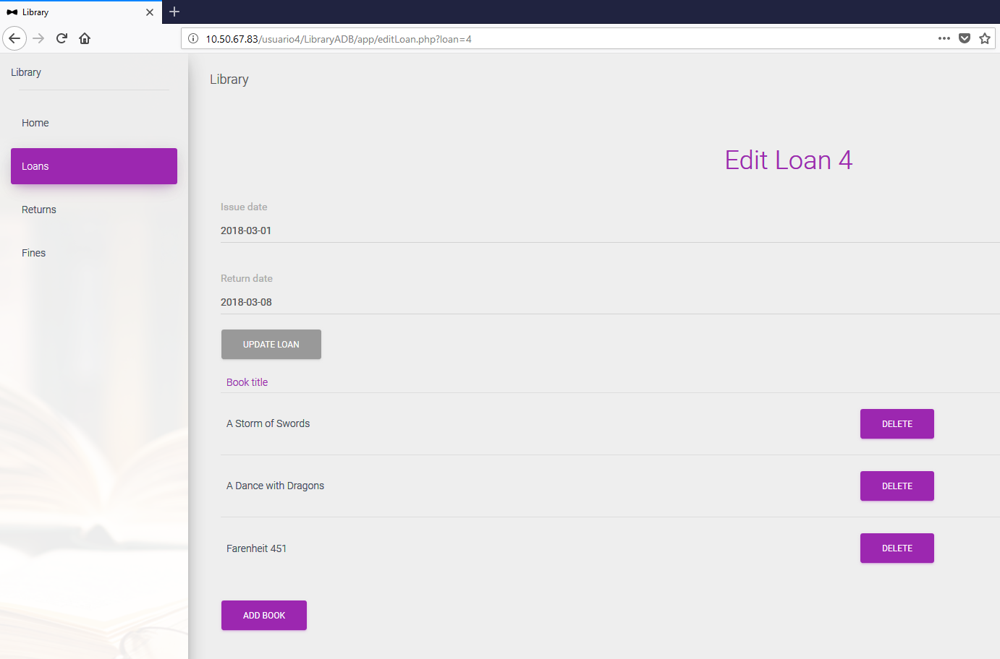 Library
10.50.67.83/usuario4/LibraryADB/app/editLoan.php?loan=4
Library
Home
Loans
Returns
Fines
Library
Edit Loan 4
Issue date
2018-03-01
Return date
2018-03-08
UPDATE LOAN
Book title
A Storm of Swords DELETE
A Dance with Dragons DELETE
Farenheit 451 DELETE
ADD BOOK